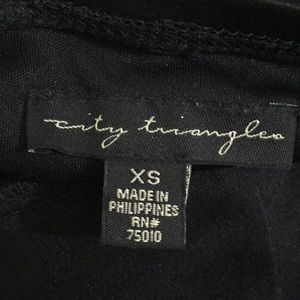 city triangles
XS
MADE IN
PHILIPPINES
RN#
75010